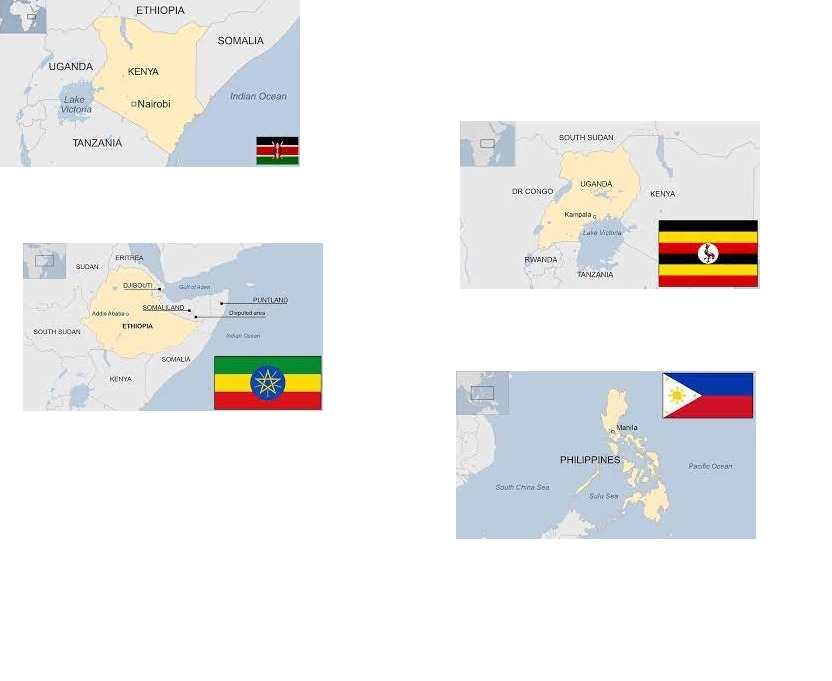 ETHIOPIA
SOMALIA
UGANDA
KENYA
Lake
Victoria
Nairobi
Indian Ocean
TANZANIA
SOUTH SUDAN
DR CONGO
UGANDA
KENYA
Kampala
Lake Victoria
RWANDA
TANZANIA
ERITREA
SUDAN
DJIBOUTI
Gulf of Aden
PUNTLAND
SOMALILAND
Addis Ababa
Disputed area
ETHIOPIA
SOUTH SUDAN
Indian Ocean
SOMALIA
KENYA
Manila
PHILIPPINES
Pacific Ocean
South China Sea
Sulu Sea